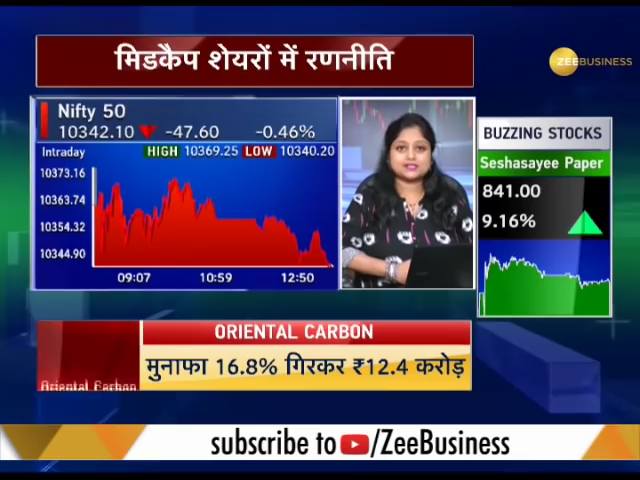 मिडकैप शेयरों में रणनीति
ZEEBUSINESS
Nifty 50
10342.10 -47.60 -0.46%
Intraday HIGH 10369.25 LOW 10340.20
10373.16
10363.74
10354.32
10344.90
09:07 10:59 12:50
BUZZING STOCKS
Seshasayee Paper
841.00
9.16%
ORIENTAL CARBON
मुनाफा 16.8% गिरकर ₹12.4 करोड़
Oriental Carbon
subscribe to /ZeeBusiness